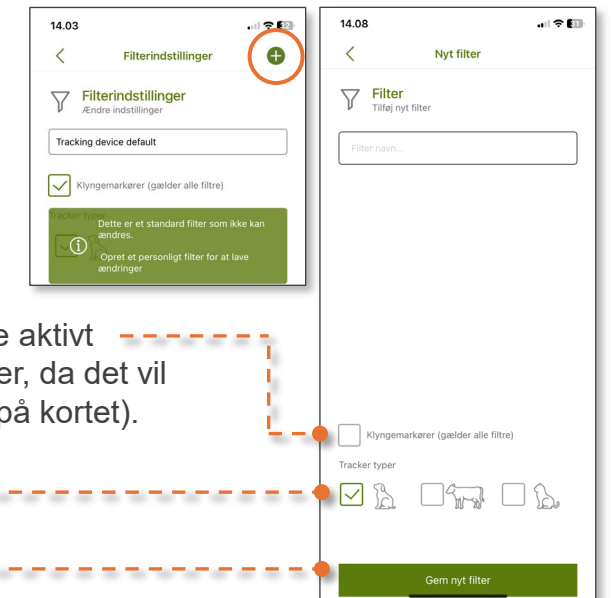 14.03
Filterindstillinger
Filterindstillinger
Ændre indstillinger
Tracking device default
Klyngemarkører (gælder alle filtre)
Tracker typer
Dette er et standard filter som ikke kan
ændres.
Opret et personligt filter for at lave
ændringer
14.08
Nyt filter
Filter
Tilføj nyt filter
Filter navn...
Klyngemarkører (gælder alle filtre)
Tracker typer
Gem nyt filter
e aktivt
er, da det vil
på kortet).